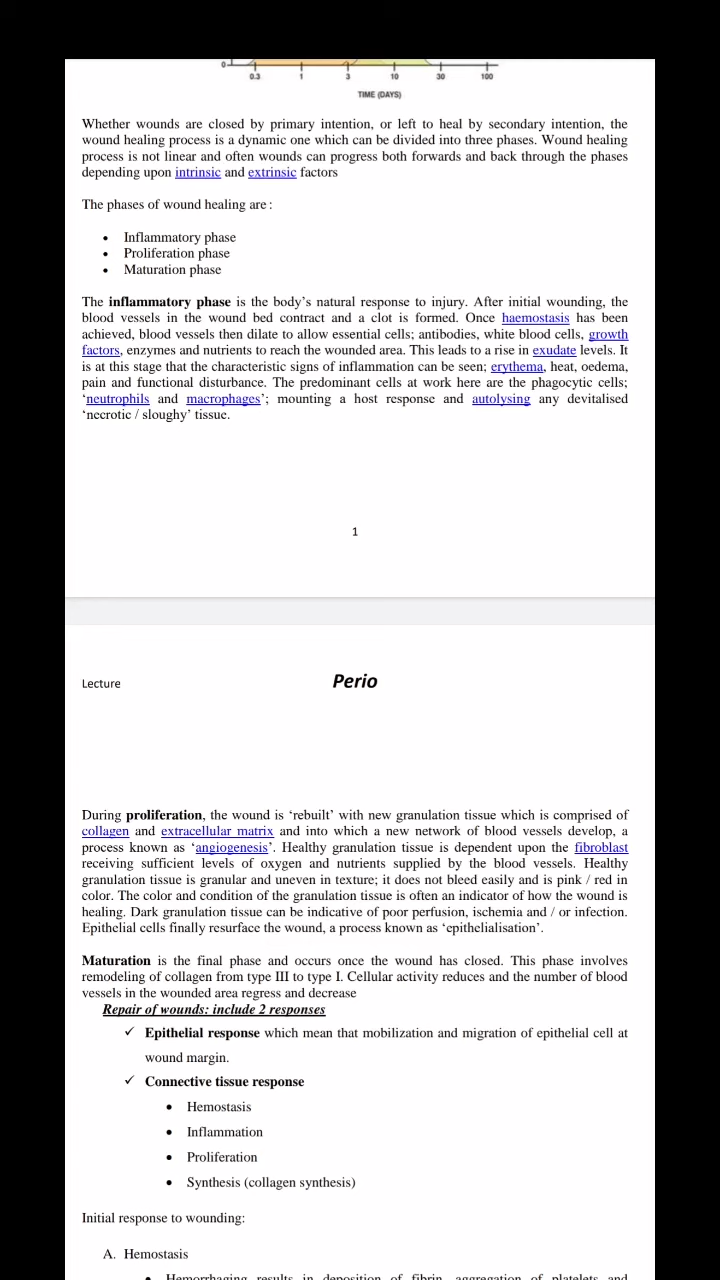 0
0.3 1 3 10 30 100
TIME (DAYS)
Whether wounds are closed by primary intention, or left to heal by secondary intention, the
wound healing process is a dynamic one which can be divided into three phases. Wound healing
process is not linear and often wounds can progress both forwards and back through the phases
depending upon intrinsic and extrinsic factors
The phases of wound healing are :
• Inflammatory phase
• Proliferation phase
• Maturation phase
The inflammatory phase is the body's natural response to injury. After initial wounding, the
blood vessels in the wound bed contract and a clot is formed. Once haemostasis has been
achieved, blood vessels then dilate to allow essential cells; antibodies, white blood cells, growth
factors, enzymes and nutrients to reach the wounded area. This leads to a rise in exudate levels. It
is at this stage that the characteristic signs of inflammation can be seen; erythema, heat, oedema,
pain and functional disturbance. The predominant cells at work here are the phagocytic cells;
'neutrophils and macrophages'; mounting a host response and autolysing any devitalised
'necrotic / sloughy' tissue.
1
Lecture Perio
During proliferation, the wound is 'rebuilt' with new granulation tissue which is comprised of
collagen and extracellular matrix and into which a new network of blood vessels develop, a
process known as 'angiogenesis'. Healthy granulation tissue is dependent upon the fibroblast
receiving sufficient levels of oxygen and nutrients supplied by the blood vessels. Healthy
granulation tissue is granular and uneven in texture; it does not bleed easily and is pink / red in
color. The color and condition of the granulation tissue is often an indicator of how the wound is
healing. Dark granulation tissue can be indicative of poor perfusion, ischemia and / or infection.
Epithelial cells finally resurface the wound, a process known as 'epithelialisation'.
Maturation is the final phase and occurs once the wound has closed. This phase involves
remodeling of collagen from type III to type I. Cellular activity reduces and the number of blood
vessels in the wounded area regress and decrease
Repair of wounds: include 2 responses
✓ Epithelial response which mean that mobilization and migration of epithelial cell at
wound margin.
✓ Connective tissue response
• Hemostasis
• Inflammation
• Proliferation
• Synthesis (collagen synthesis)
Initial response to wounding:
A. Hemostasis
• Hemorrhaging results in deposition of fibrin, aggregation of platelets and